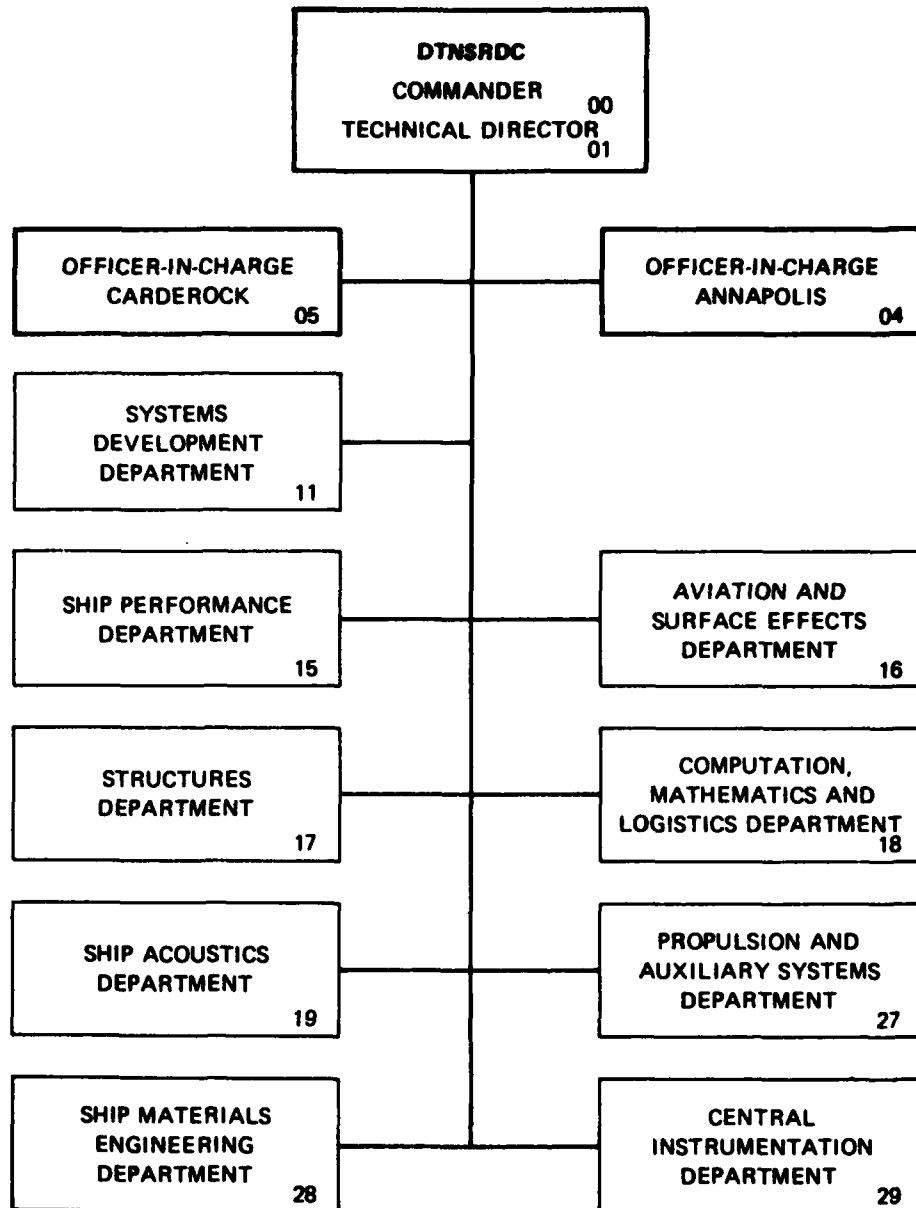 DTNSRDC
COMMANDER 00
TECHNICAL DIRECTOR 01
OFFICER-IN-CHARGE
CARDEROCK
05
OFFICER-IN-CHARGE
ANNAPOLIS
04
SYSTEMS
DEVELOPMENT
DEPARTMENT
11
SHIP PERFORMANCE
DEPARTMENT
15
AVIATION AND
SURFACE EFFECTS
DEPARTMENT
16
STRUCTURES
DEPARTMENT
17
COMPUTATION,
MATHEMATICS AND
LOGISTICS DEPARTMENT
18
SHIP ACOUSTICS
DEPARTMENT
19
PROPULSION AND
AUXILIARY SYSTEMS
DEPARTMENT
27
SHIP MATERIALS
ENGINEERING
DEPARTMENT
28
CENTRAL
INSTRUMENTATION
DEPARTMENT
29